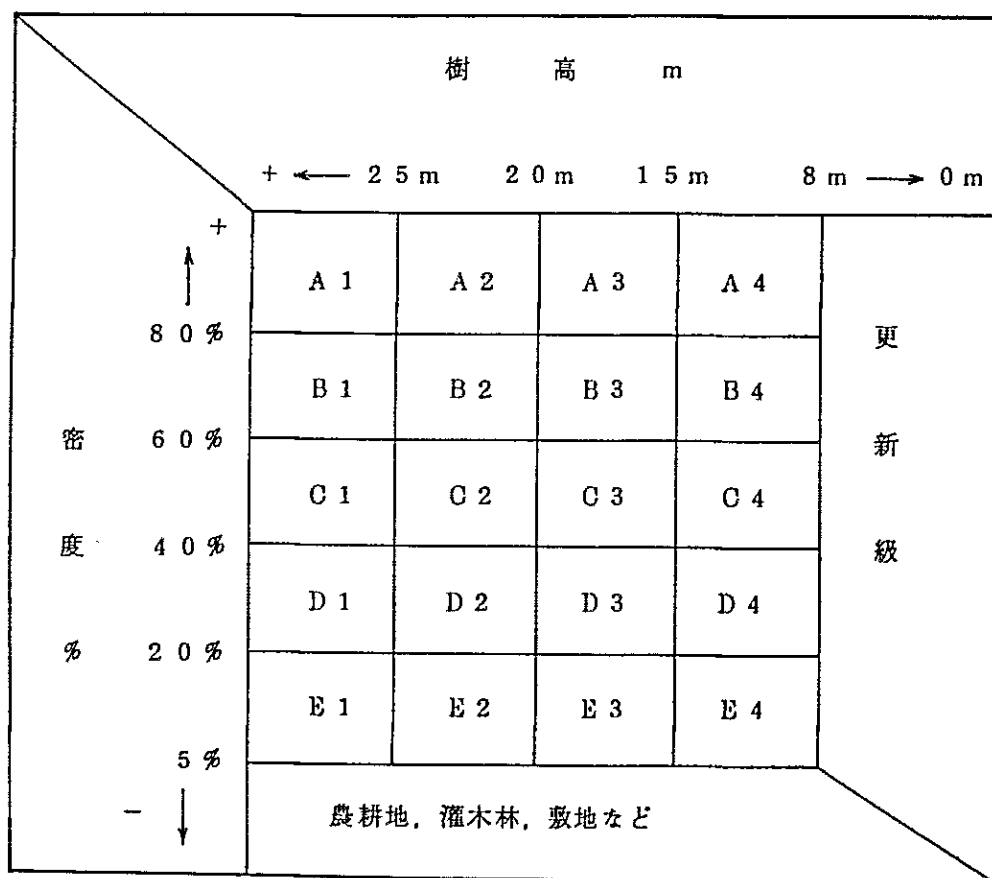 樹 高 m
+ ← 25m 20m 15m 8m → 0m
+
↑
A1 A2 A3 A4
80%
B1 B2 B3 B4
60%
C1 C2 C3 C4
40%
D1 D2 D3 D4
20%
E1 E2 E3 E4
5%
- ↓
密度%
更新級
農耕地, 灌木林, 敷地など